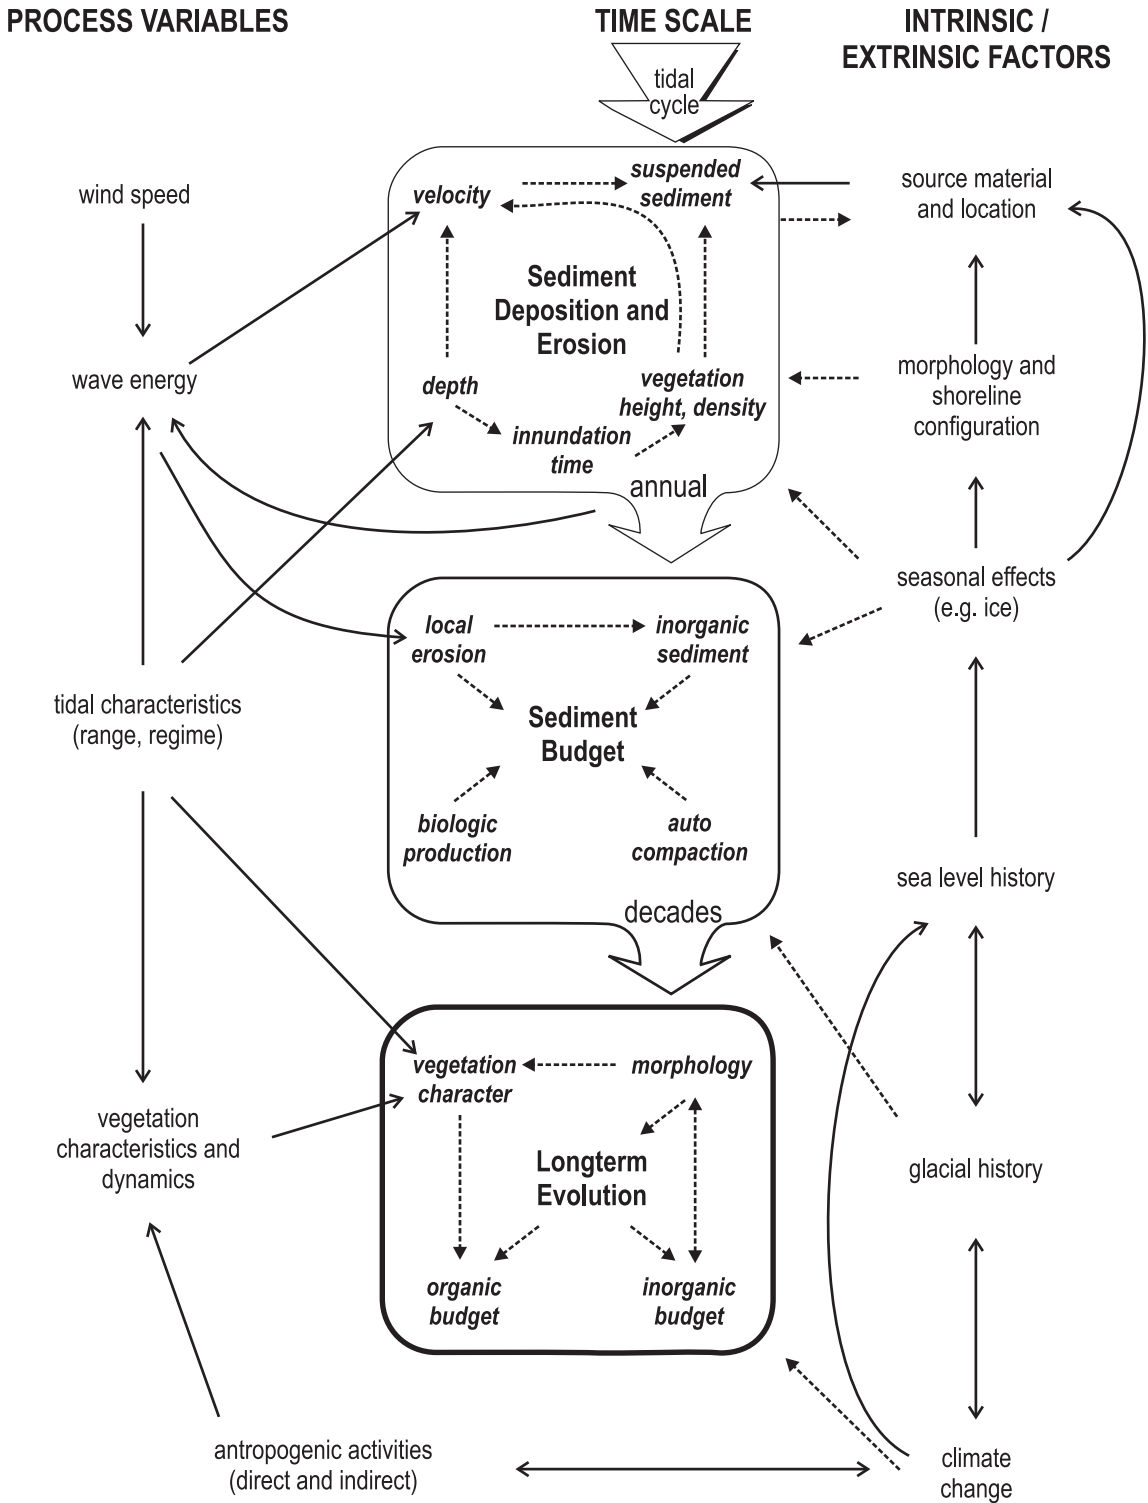 PROCESS VARIABLES
TIME SCALE
INTRINSIC /
EXTRINSIC FACTORS
tidal
cycle
wind speed
velocity
suspended
sediment
source material
and location
Sediment
Deposition and
Erosion
wave energy
depth
vegetation
height, density
morphology and
shoreline
configuration
innundation
time
annual
seasonal effects
(e.g. ice)
local
erosion
inorganic
sediment
tidal characteristics
(range, regime)
Sediment
Budget
biologic
production
auto
compaction
sea level history
decades
vegetation
character
morphology
vegetation
characteristics and
dynamics
Longterm
Evolution
glacial history
organic
budget
inorganic
budget
antropogenic activities
(direct and indirect)
climate
change